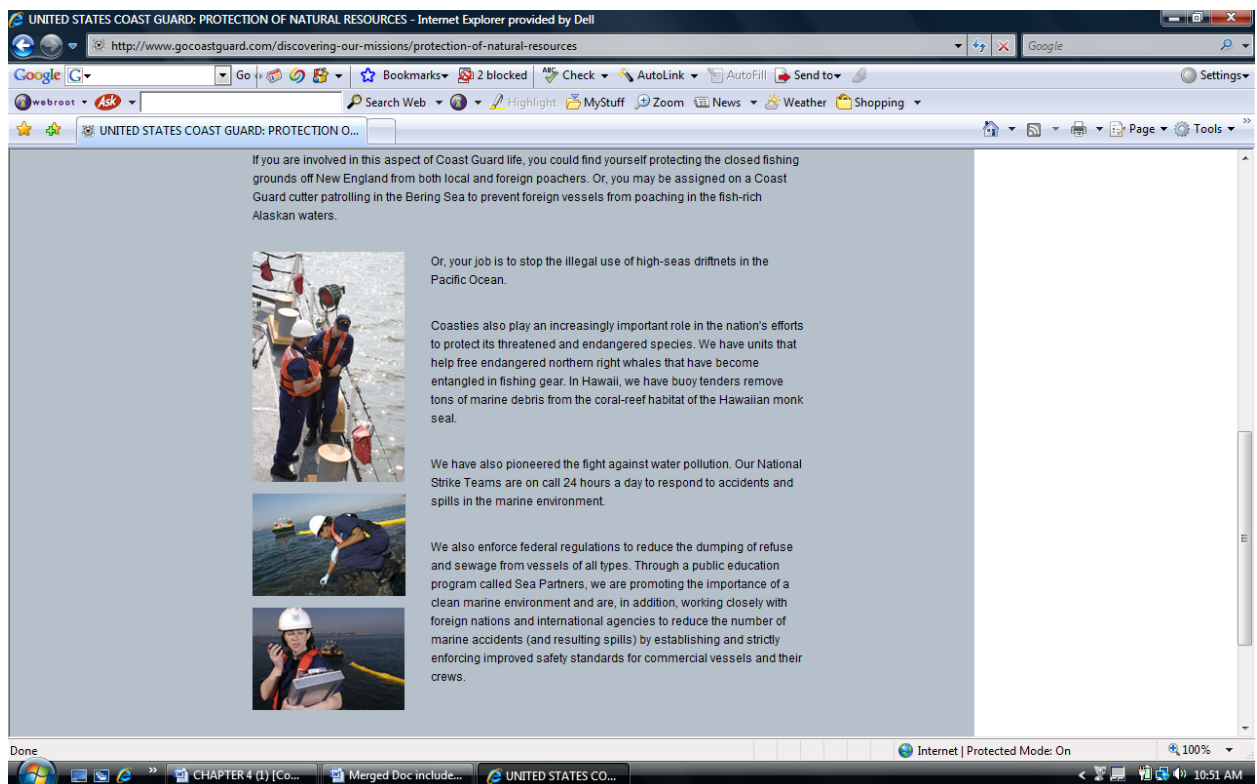 UNITED STATES COAST GUARD: PROTECTION OF NATURAL RESOURCES - Internet Explorer provided by Dell
http://www.gocoastguard.com/discovering-our-missions/protection-of-natural-resources
Google
Google G Go Bookmarks 2 blocked ABC Check AutoLink AutoFill Send to Settings
webroot Ask Search Web Highlight MyStuff Zoom News Weather Shopping
UNITED STATES COAST GUARD: PROTECTION O... Page Tools »
If you are involved in this aspect of Coast Guard life, you could find yourself protecting the closed fishing
grounds off New England from both local and foreign poachers. Or, you may be assigned on a Coast
Guard cutter patrolling in the Bering Sea to prevent foreign vessels from poaching in the fish-rich
Alaskan waters.
Or, your job is to stop the illegal use of high-seas driftnets in the
Pacific Ocean.
Coasties also play an increasingly important role in the nation's efforts
to protect its threatened and endangered species. We have units that
help free endangered northern right whales that have become
entangled in fishing gear. In Hawaii, we have buoy tenders remove
tons of marine debris from the coral-reef habitat of the Hawaiian monk
seal.
We have also pioneered the fight against water pollution. Our National
Strike Teams are on call 24 hours a day to respond to accidents and
spills in the marine environment.
We also enforce federal regulations to reduce the dumping of refuse
and sewage from vessels of all types. Through a public education
program called Sea Partners, we are promoting the importance of a
clean marine environment and are, in addition, working closely with
foreign nations and international agencies to reduce the number of
marine accidents (and resulting spills) by establishing and strictly
enforcing improved safety standards for commercial vessels and their
crews.
Done Internet | Protected Mode: On 100%
» CHAPTER 4 (1) [Co... Merged Doc include... UNITED STATES CO... < 10:51 AM